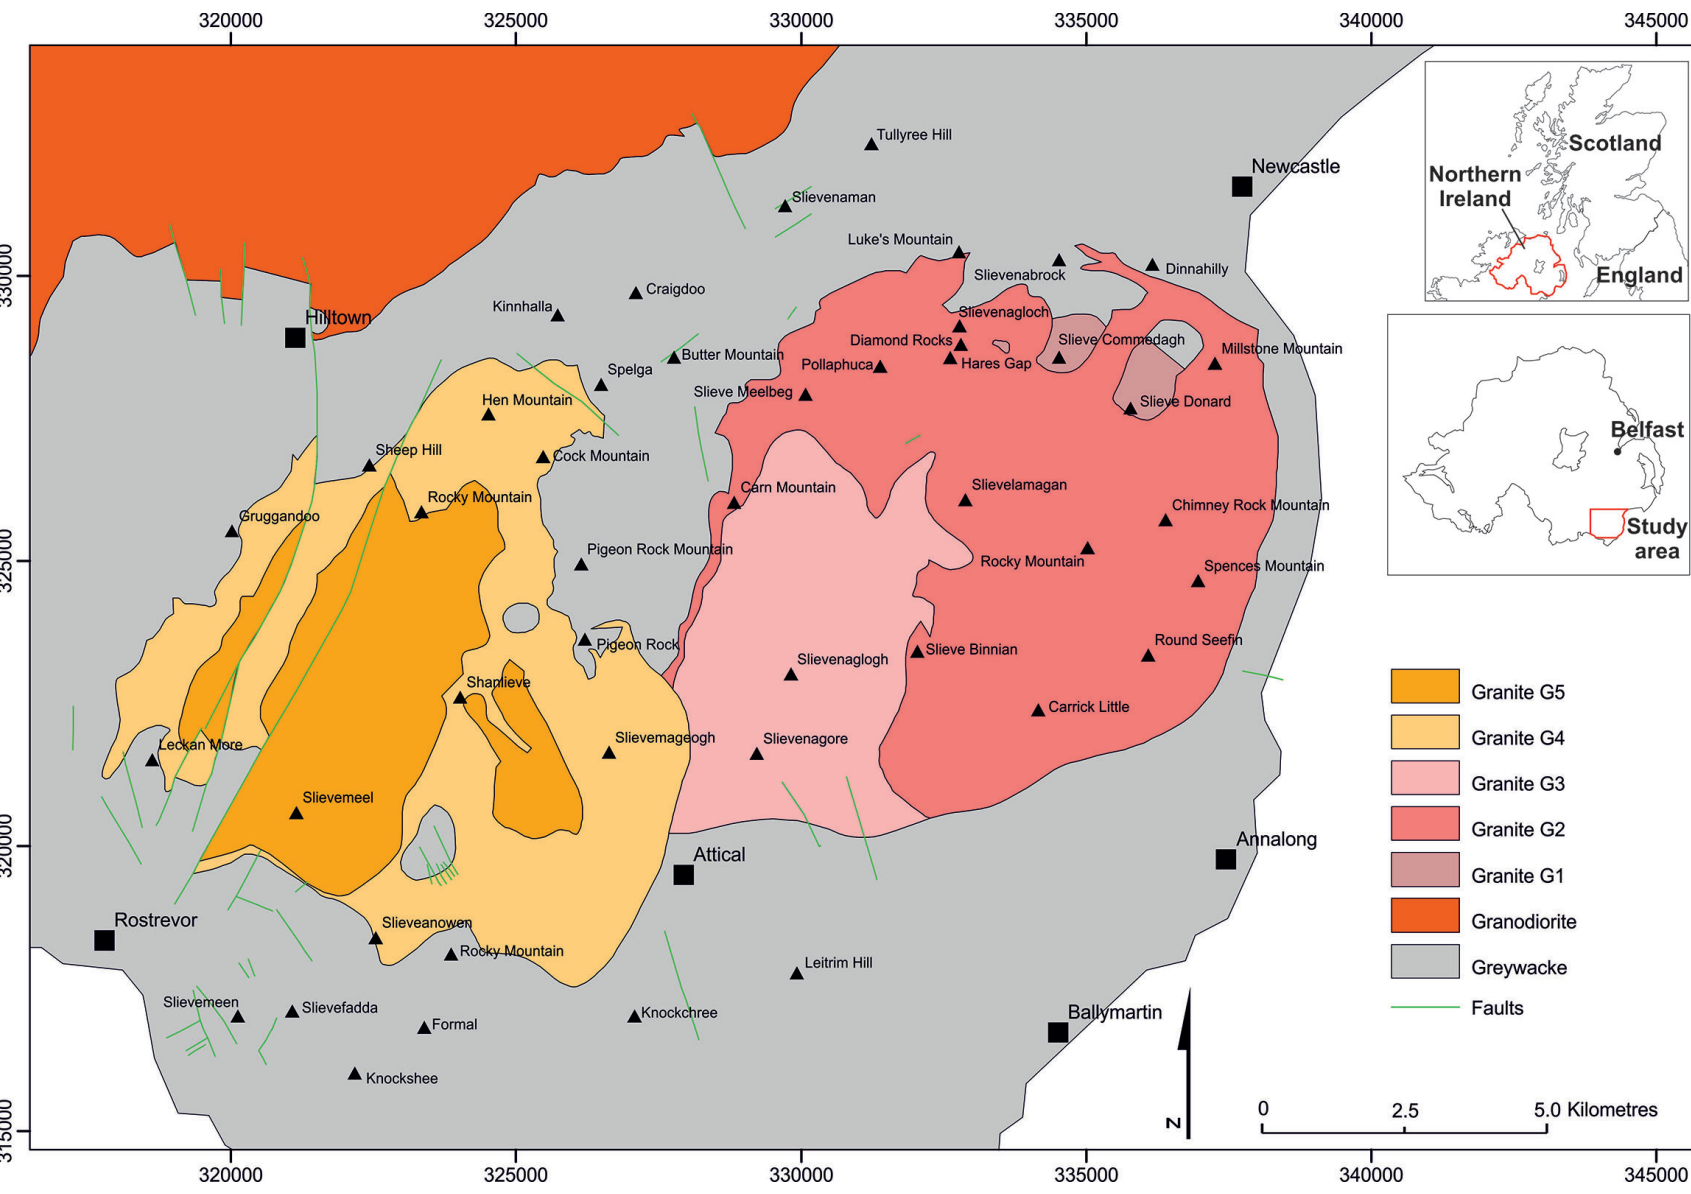 320000
325000
330000
335000
340000
345000
Tullyree Hill
Newcastle
Slievenaman
Luke's Mountain
Slievenabrock
Dinnahilly
330000
Craigdoo
Kinnhalla
Hilltown
Slievenagloch
Diamond Rocks
Slieve Commedagh
Butter Mountain
Millstone Mountain
Pollaphuca
Hares Gap
Spelga
Slieve Meelbeg
Hen Mountain
Slieve Donard
Sheep Hill
Cock Mountain
Slievelamagan
Carn Mountain
Rocky Mountain
Chimney Rock Mountain
Gruggandoo
Pigeon Rock Mountain
Rocky Mountain
Spences Mountain
325000
Round Seefin
Pigeon Rock
Slieve Binnian
Slievenaglogh
Shanlieve
Carrick Little
Slievemageogh
Slievenagore
Leckan More
Slievemeel
320000
Attical
Annalong
Rostrevor
Slieveanowen
Rocky Mountain
Leitrim Hill
Slievemeen
Slievefadda
Knockchree
Ballymartin
Formal
Knockshee
315000
N
0
2.5
5.0 Kilometres
320000
325000
330000
335000
340000
345000
Scotland
Northern
Ireland
England
Belfast
Study
area
Granite G5
Granite G4
Granite G3
Granite G2
Granite G1
Granodiorite
Greywacke
Faults